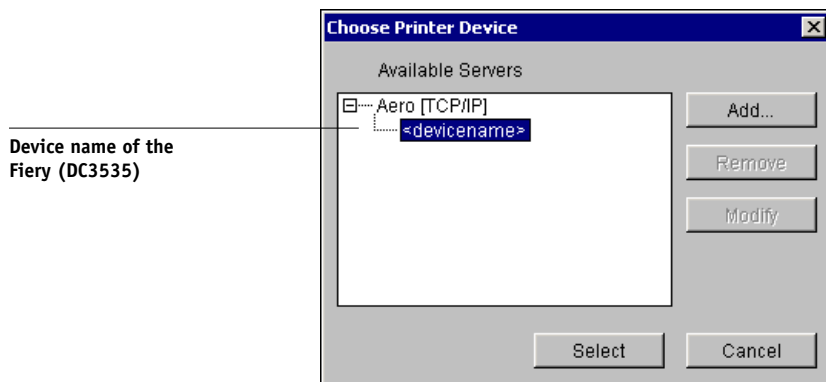 Choose Printer Device
Available Servers
Aero [TCP/IP]
<devicename>
Add...
Remove
Modify
Select
Cancel
Device name of the
Fiery (DC3535)